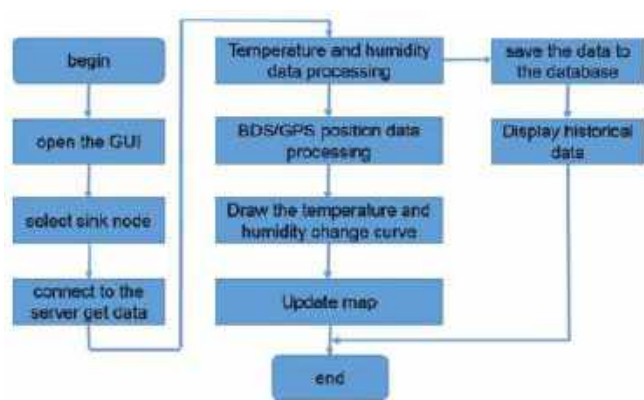 begin
open the GUI
select sink node
connect to the
server get data
Temperature and humidity
data processing
BDS/GPS position data
processing
Draw the temperature and
humidity change curve
Update map
end
save the data to
the database
Display historical
data